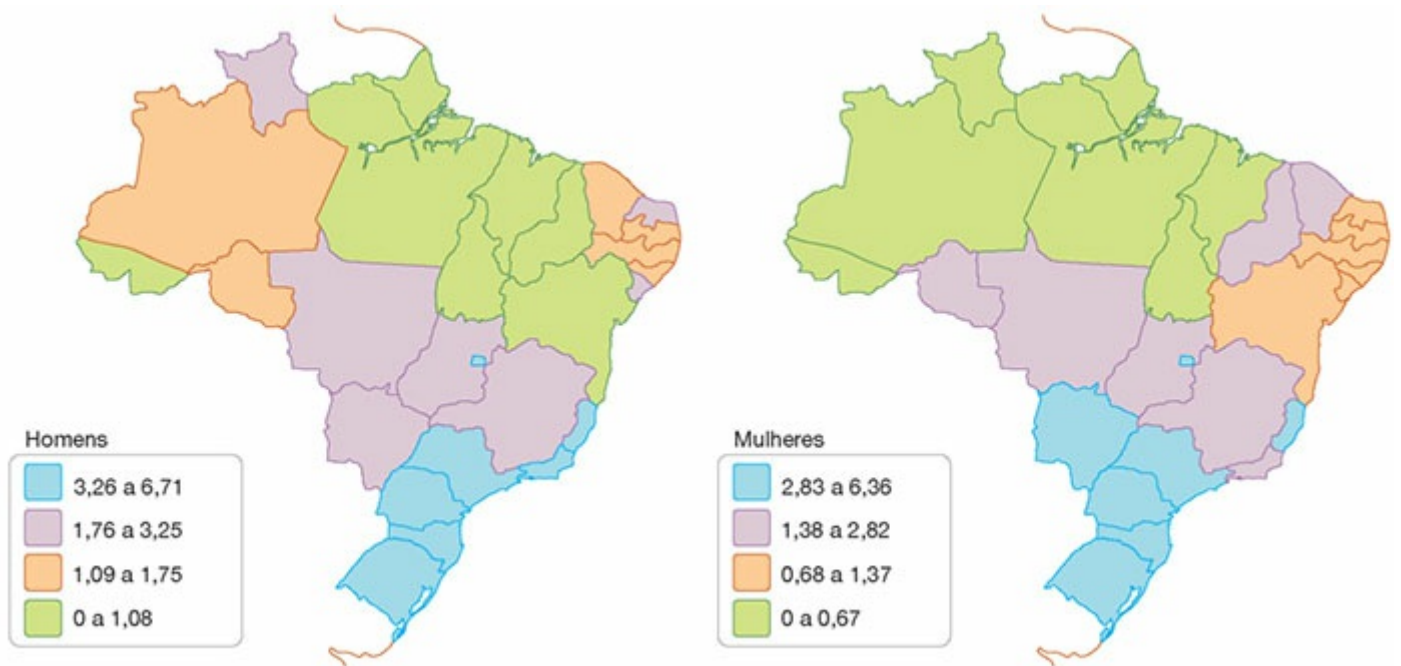 Homens
3,26 a 6,71
1,76 a 3,25
1,09 a 1,75
0 a 1,08
Mulheres
2,83 a 6,36
1,38 a 2,82
0,68 a 1,37
0 a 0,67